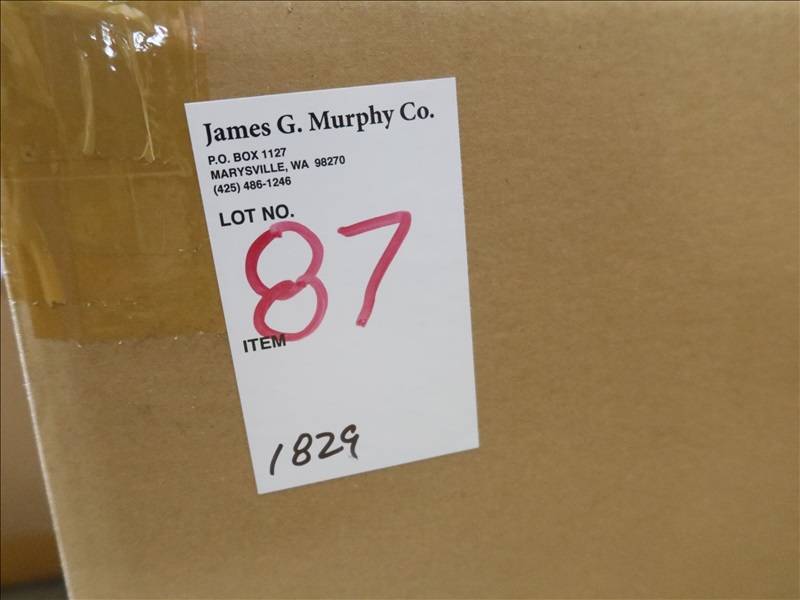 James G. Murphy Co.
P.O. BOX 1127
MARYSVILLE, WA 98270
(425) 486-1246
LOT NO.
87
ITEM
1829